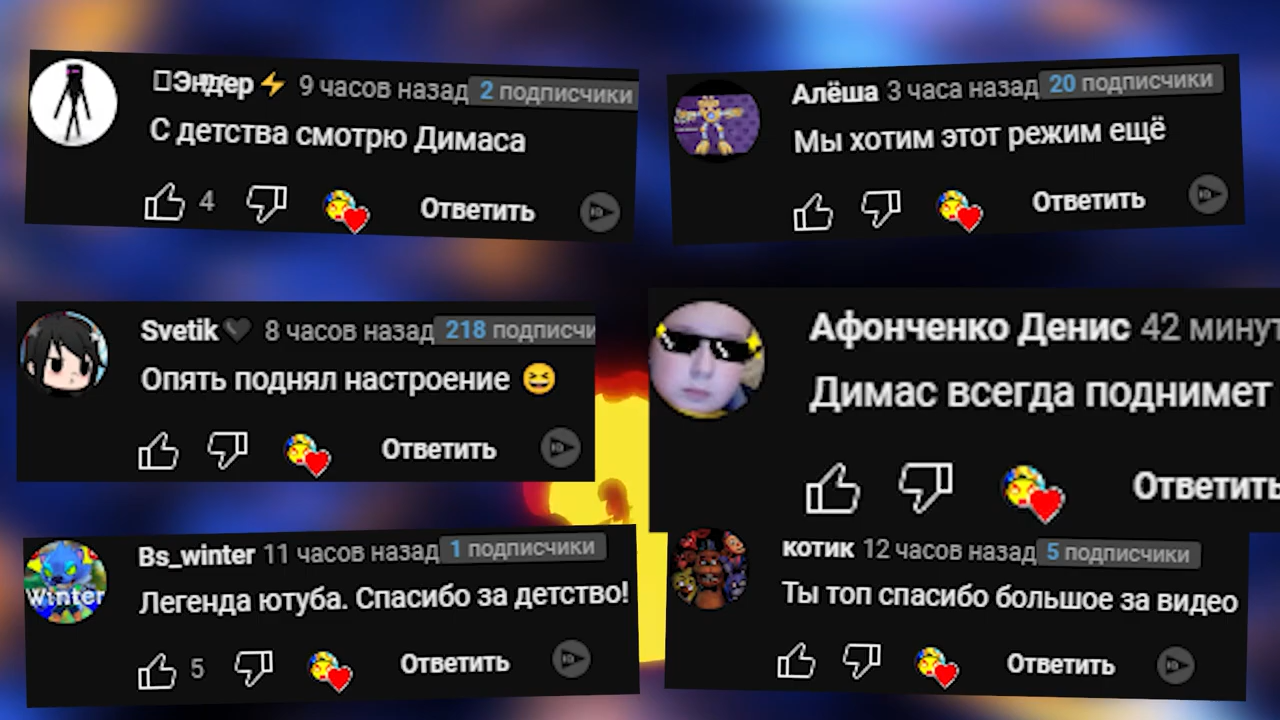 Эндер⚡ 9 часов назад 2 подписчики
С детства смотрю Димаса
4 Ответить
Алёша 3 часа назад 20 подписчики
Мы хотим этот режим ещё
Ответить
Svetik🖤 8 часов назад 218 подписчи
Опять поднял настроение 😆
Ответить
Афонченко Денис 42 минут
Димас всегда поднимет
Ответить
Bs_winter 11 часов назад 1 подписчики
Winter
Легенда ютуба. Спасибо за детство!
5 Ответить
котик 12 часов назад 5 подписчики
Ты топ спасибо большое за видео
Ответить